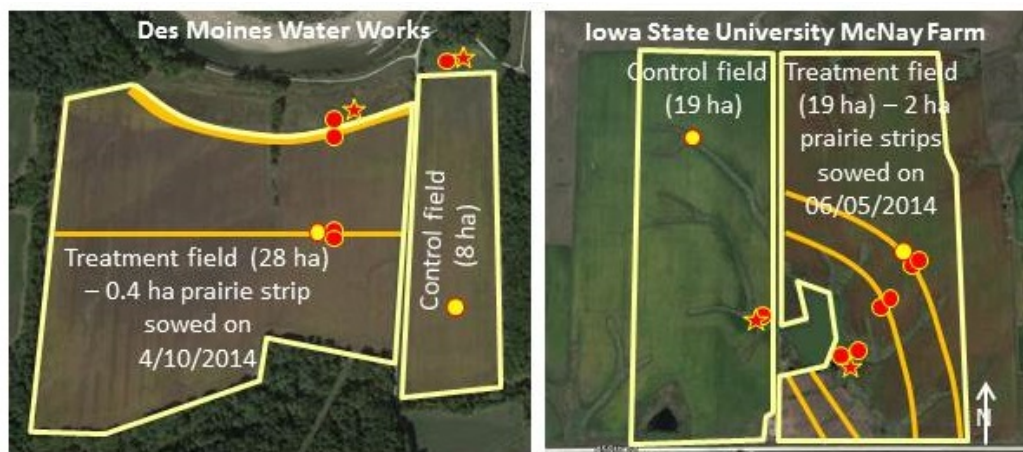 Des Moines Water Works
Treatment field (28 ha)
– 0.4 ha prairie strip
sowed on
4/10/2014
Control field
(8 ha)
Iowa State University McNay Farm
Control field
(19 ha)
Treatment field
(19 ha) – 2 ha
prairie strips
sowed on
06/05/2014
N